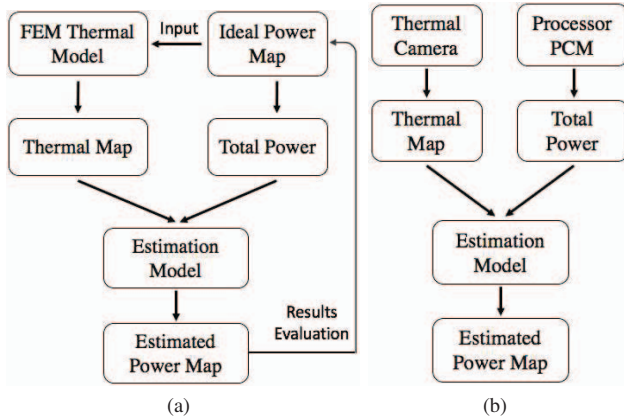 FEM Thermal
Model
Input
Ideal Power
Map
Thermal Map
Total Power
Estimation
Model
Results
Evaluation
Estimated
Power Map
(a)
Thermal
Camera
Processor
PCM
Thermal
Map
Total
Power
Estimation
Model
Estimated
Power Map
(b)